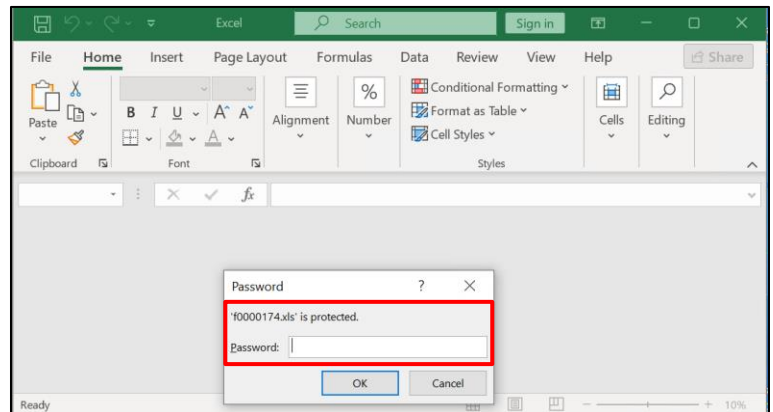 Excel Search Sign in
File Home Insert Page Layout Formulas Data Review View Help Share
Paste
B I U A A
A
Alignment
%
Number
Conditional Formatting
Format as Table
Cell Styles
Cells
Editing
Clipboard Font Styles
fx
Password ?
'f0000174.xls' is protected.
Password:
OK Cancel
Ready 10%